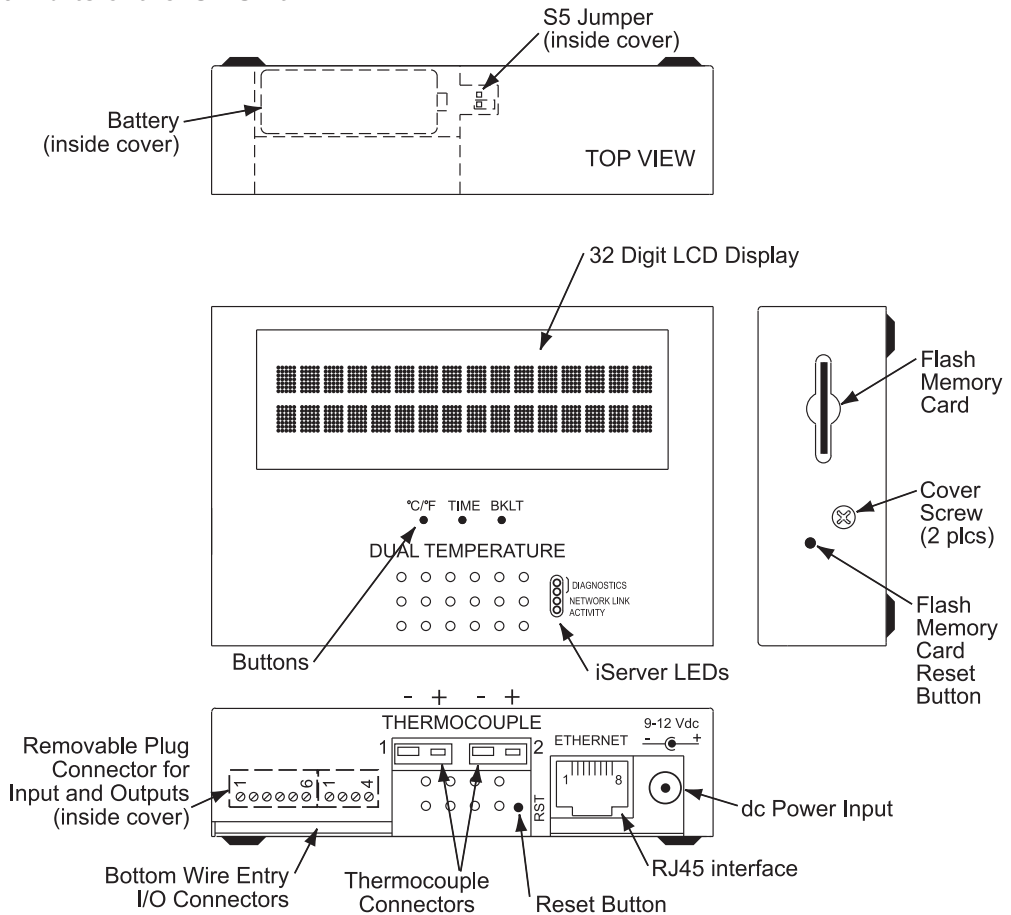 S5 Jumper
(inside cover)
Battery
(inside cover)
TOP VIEW
32 Digit LCD Display
Flash
Memory
Card
°C/°F TIME BKLT
Cover
Screw
(2 plcs)
DUAL TEMPERATURE
DIAGNOSTICS
NETWORK LINK
ACTIVITY
Flash
Memory
Card
Reset
Button
Buttons
iServer LEDs
- + - +
THERMOCOUPLE
1 2
ETHERNET
9-12 Vdc
- +
Removable Plug
Connector for
Input and Outputs
(inside cover)
1 6 1 4
1 8
RST
dc Power Input
RJ45 interface
Bottom Wire Entry
I/O Connectors
Thermocouple
Connectors
Reset Button